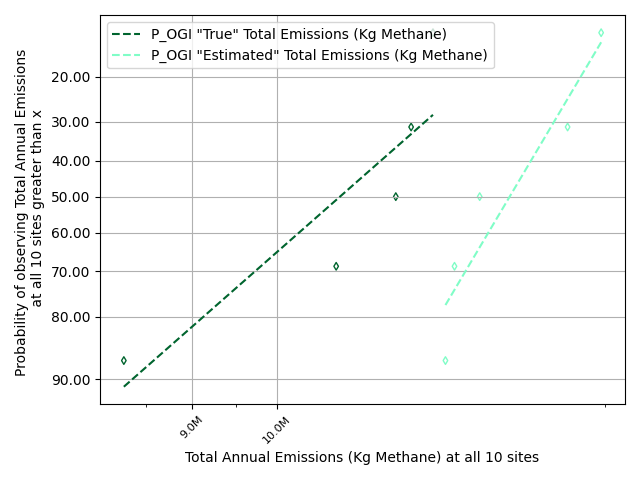 P_OGI "True" Total Emissions (Kg Methane)
P_OGI "Estimated" Total Emissions (Kg Methane)
Probability of observing Total Annual Emissions
at all 10 sites greater than x
20.00
30.00
40.00
50.00
60.00
70.00
80.00
90.00
9.0M
10.0M
Total Annual Emissions (Kg Methane) at all 10 sites